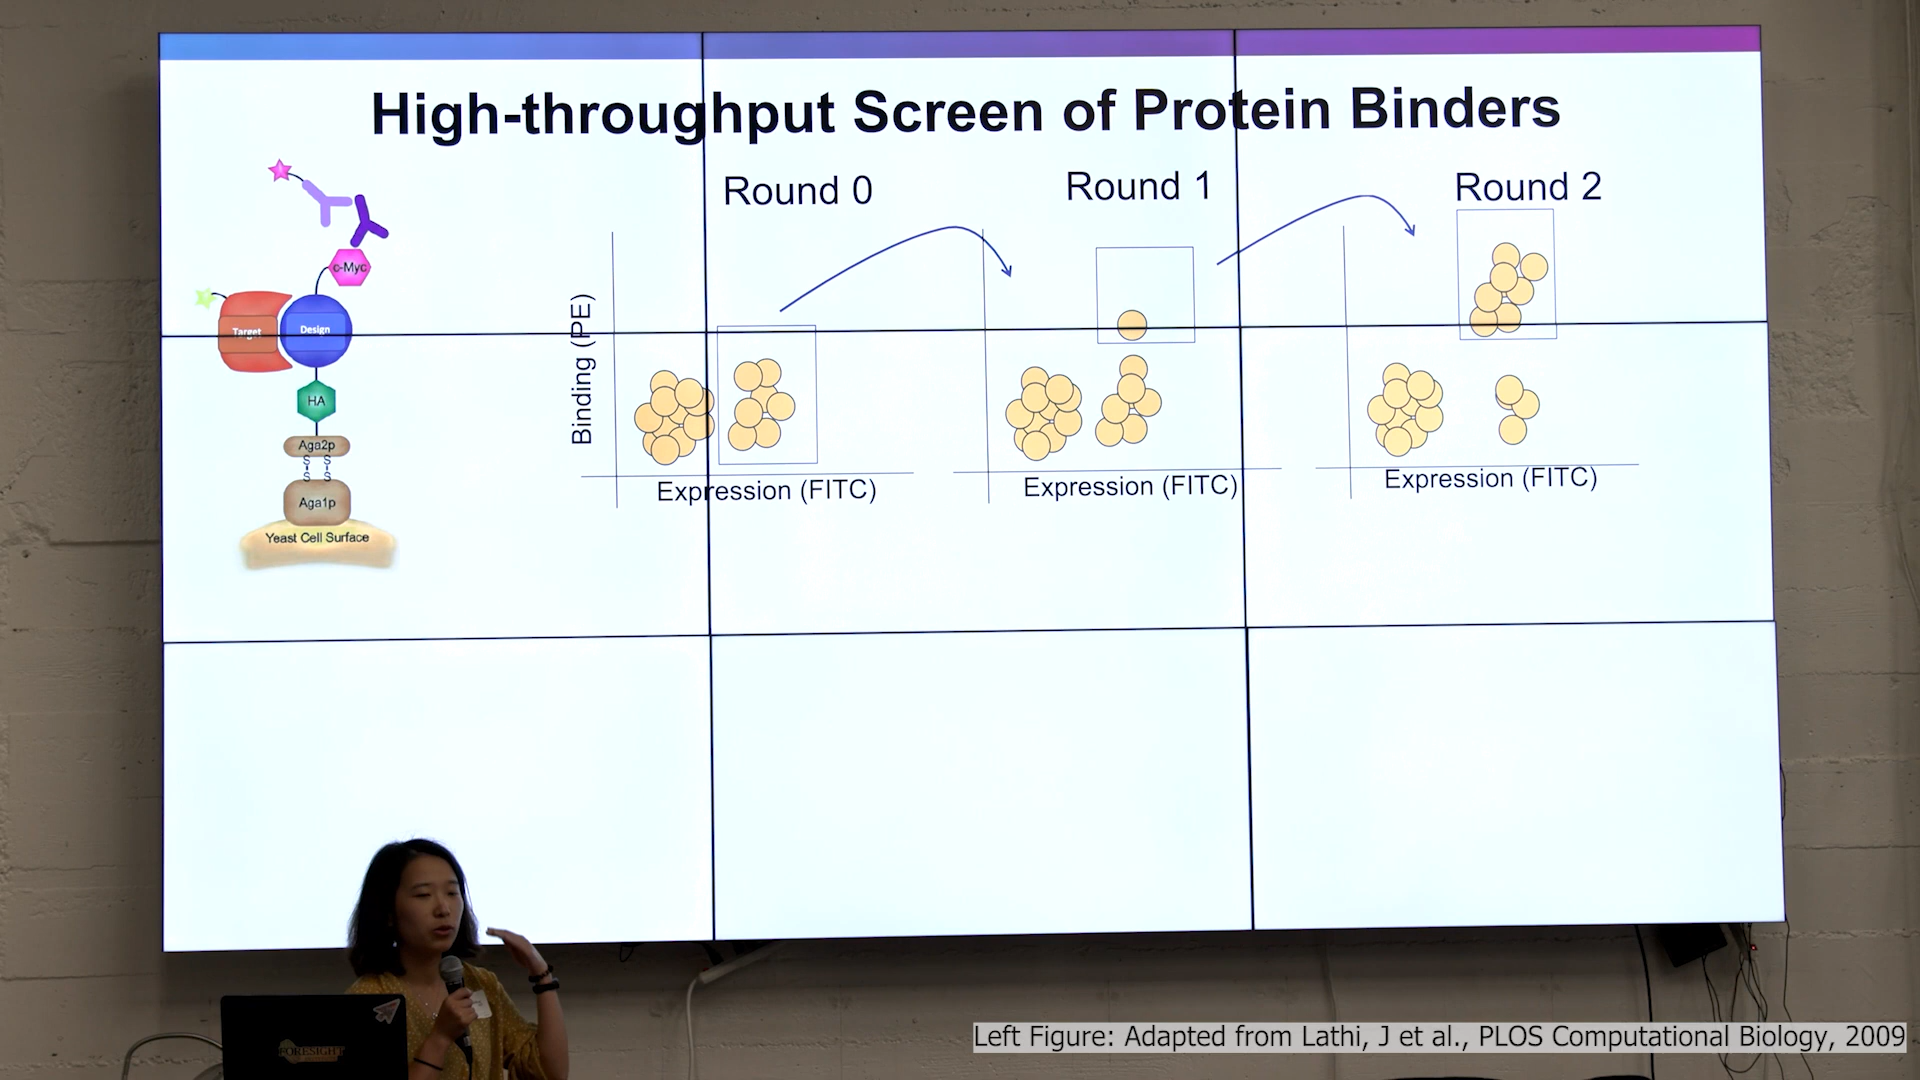 High-throughput Screen of Protein Binders
Round 0
Round 1
Round 2
c-Myc
Target
Design
HA
Aga2p
S S
S S
Aga1p
Yeast Cell Surface
Binding (PE)
Expression (FITC)
Expression (FITC)
Expression (FITC)
FORESIGHT
Left Figure: Adapted from Lathi, J et al., PLOS Computational Biology, 2009